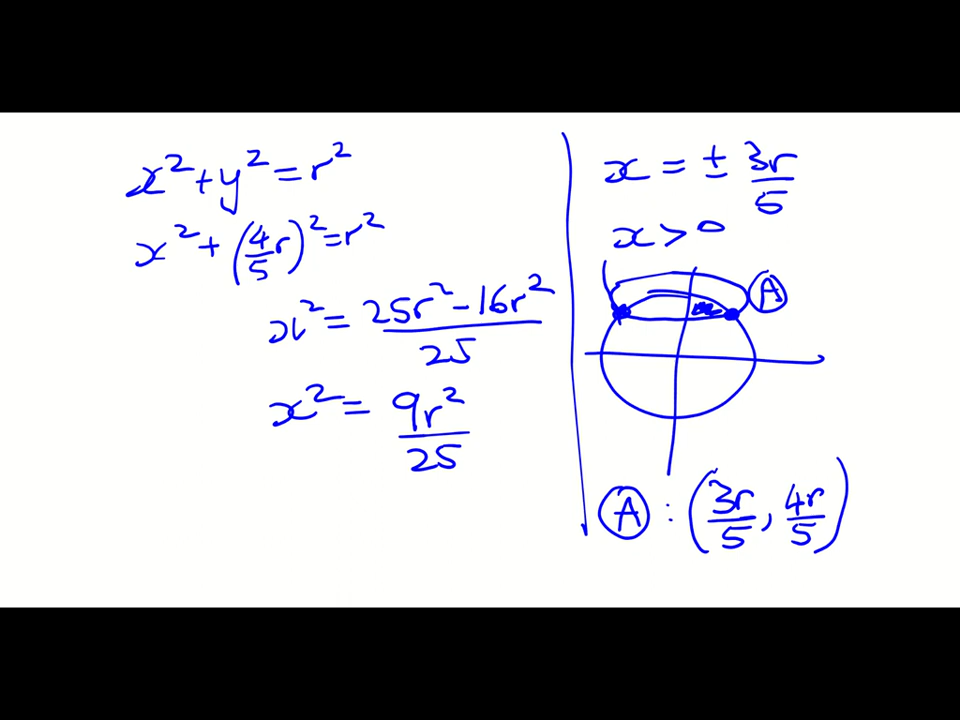 x² + y² = r²
x² + (4/5 r)² = r²
x² = (25r² - 16r²)/25
x² = 9r²/25
x = ± 3r/5
x > 0
A
A : (3r/5, 4r/5)